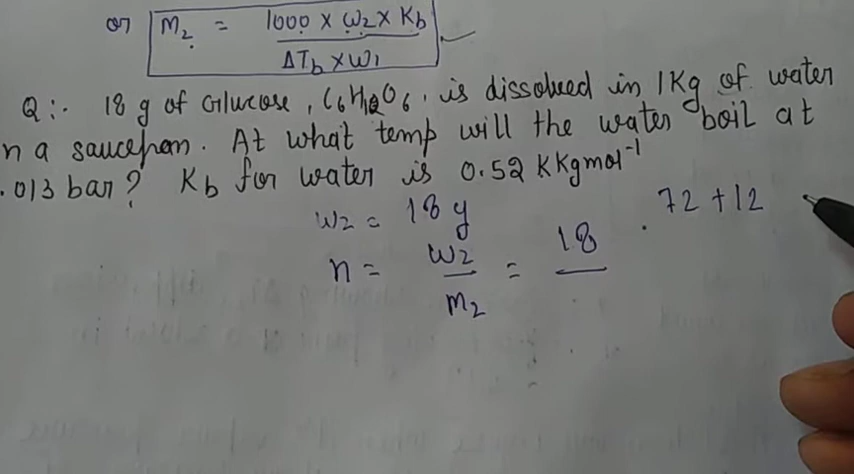 or M₂ = 1000 × W₂ × Kb
ΔTb × W₁
Q:- 18 g of Glucose, C6H12O6, is dissolved in 1Kg of water
n a saucepan. At what temp will the water boil at
.013 bar? Kb for water is 0.52 K Kg mol⁻¹
W₂ = 18 g
72 + 12
n = W₂ = 18
M₂